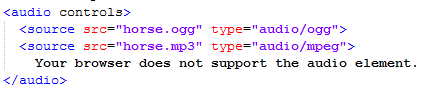 <audio controls>
<source src="horse.ogg" type="audio/ogg">
<source src="horse.mp3" type="audio/mpeg">
Your browser does not support the audio element.
</audio>